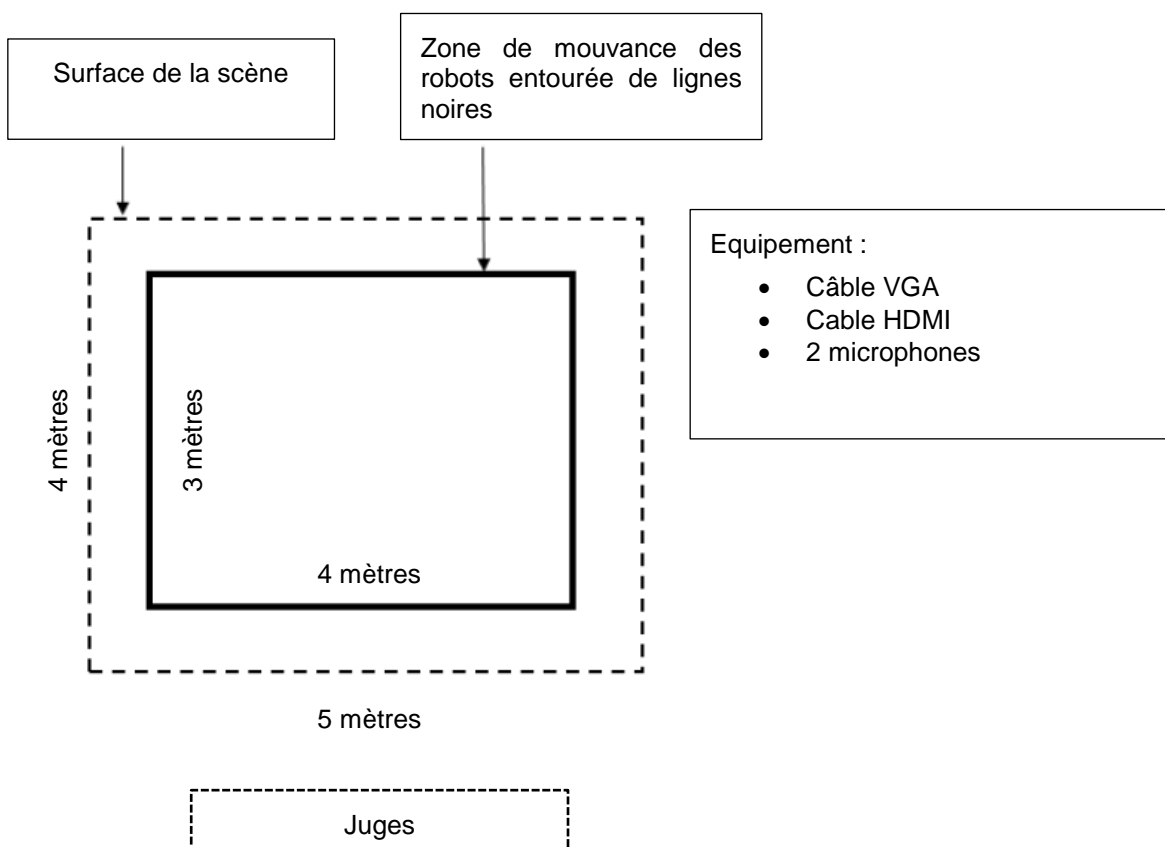 Surface de la scène
Zone de mouvance des
robots entourée de lignes
noires
Equipement :
• Câble VGA
• Cable HDMI
• 2 microphones
4 mètres
3 mètres
4 mètres
5 mètres
Juges